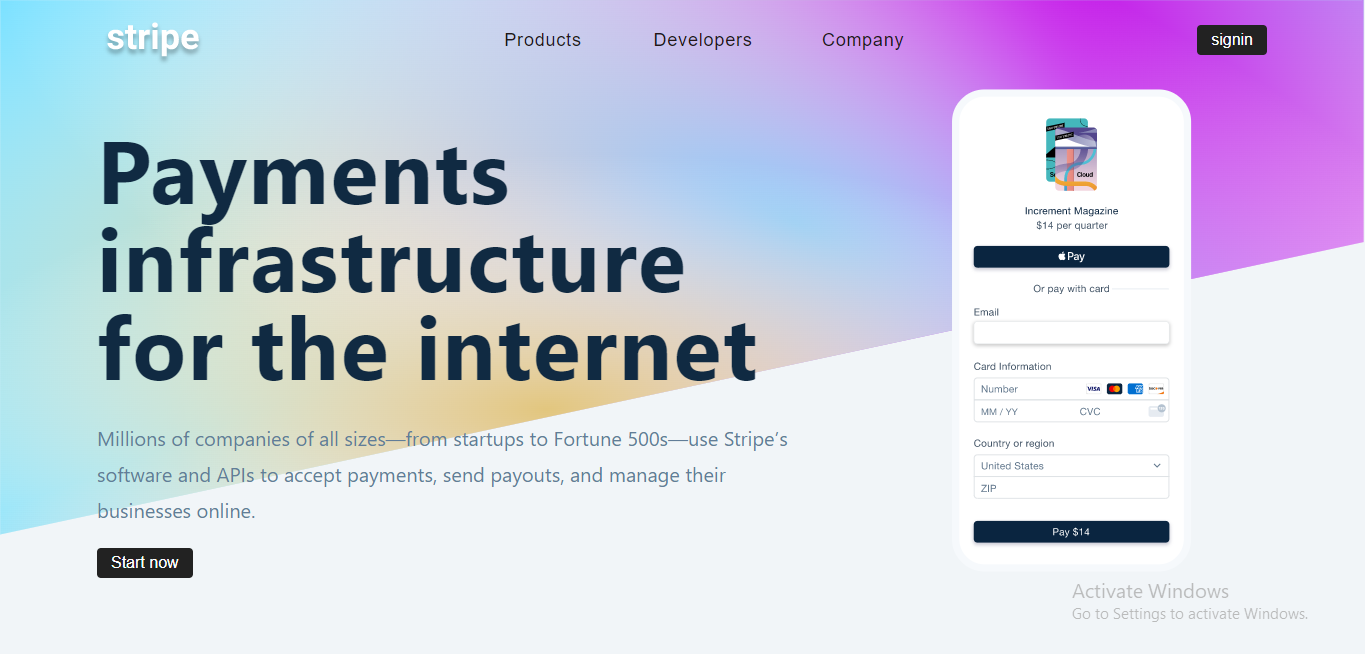 stripe
Products
Developers
Company
signin
Payments
infrastructure
for the internet
Millions of companies of all sizes—from startups to Fortune 500s—use Stripe’s
software and APIs to accept payments, send payouts, and manage their
businesses online.
Start now
Cloud
Increment Magazine
$14 per quarter
Pay
Or pay with card
Email
Card Information
Number
VISA
MM / YY
CVC
Country or region
United States
ZIP
Pay $14
Activate Windows
Go to Settings to activate Windows.